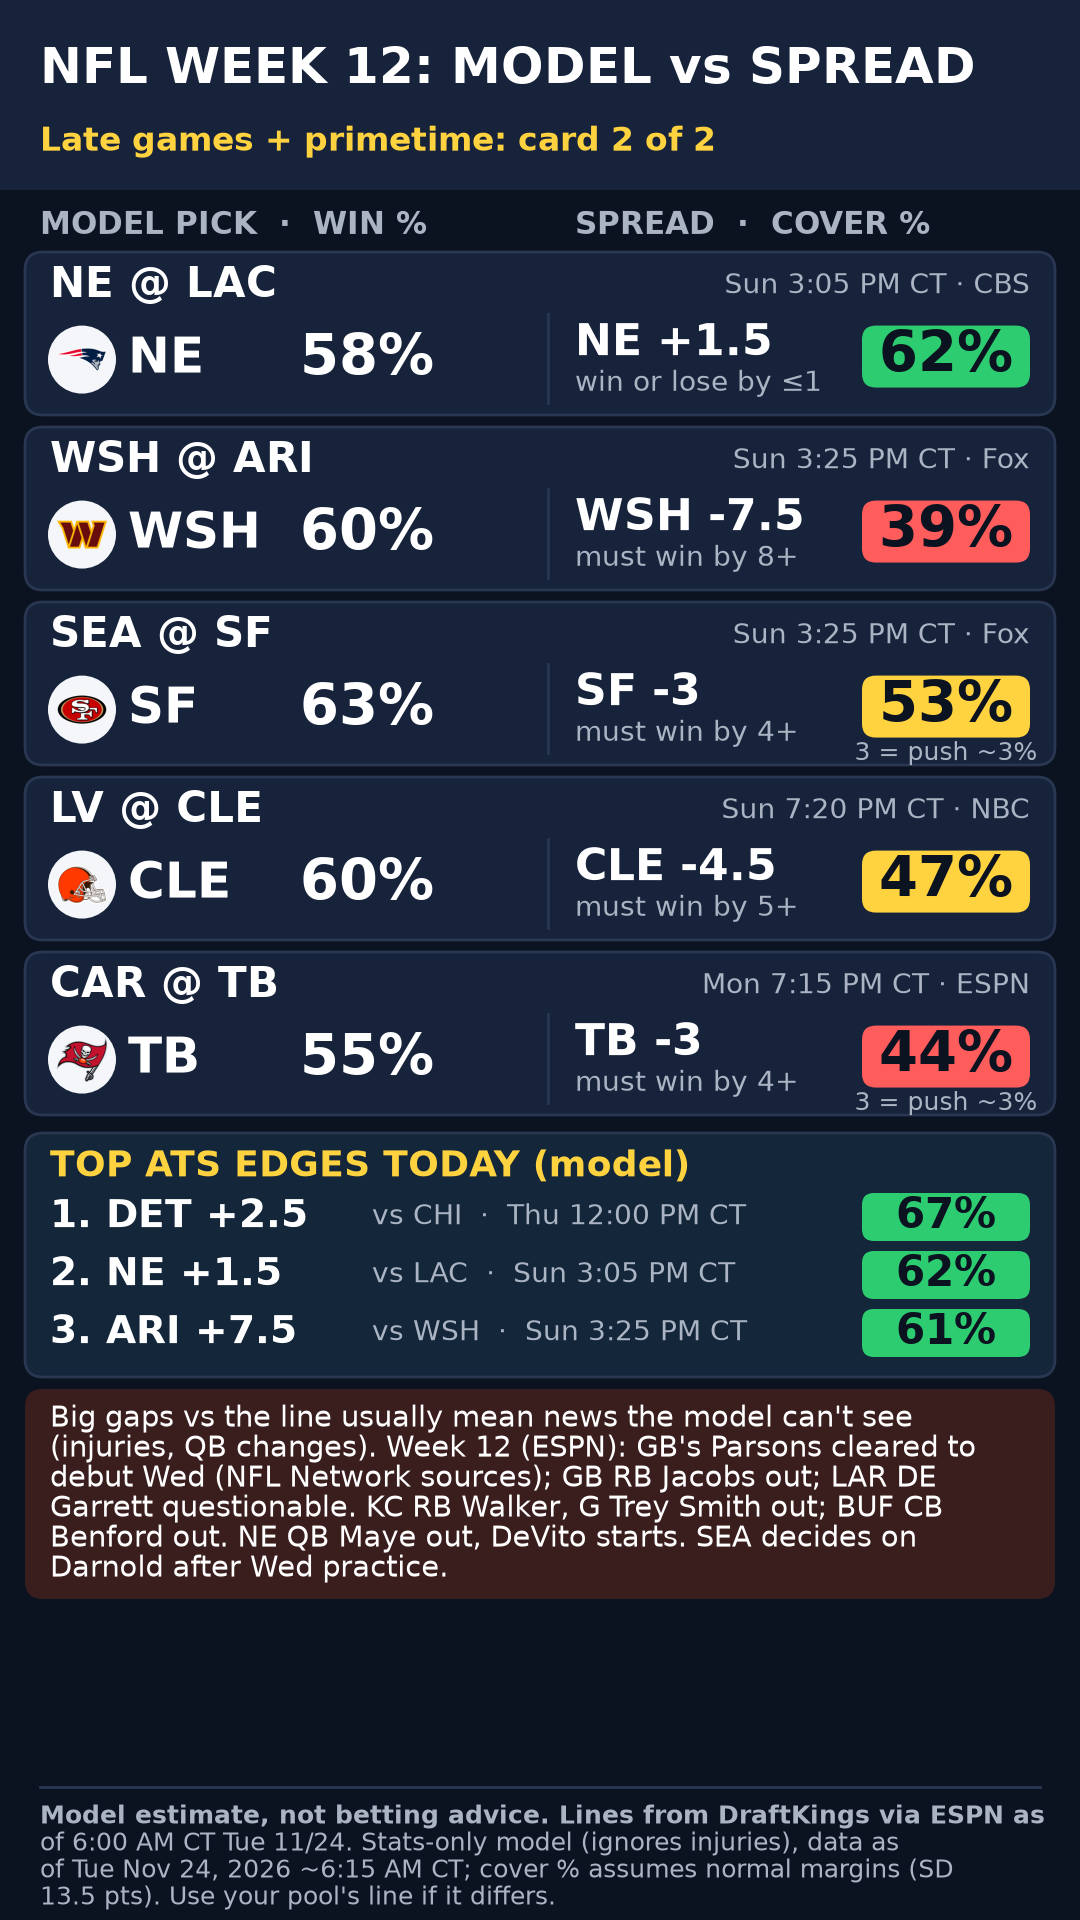 NFL WEEK 12: MODEL vs SPREAD
Late games + primetime: card 2 of 2
MODEL PICK · WIN % SPREAD · COVER %
NE @ LAC Sun 3:05 PM CT · CBS
NE 58% NE +1.5 62%
win or lose by ≤1
WSH @ ARI Sun 3:25 PM CT · Fox
W WSH 60% WSH -7.5 39%
must win by 8+
SEA @ SF Sun 3:25 PM CT · Fox
SF SF 63% SF -3 53%
must win by 4+
3 = push ~3%
LV @ CLE Sun 7:20 PM CT · NBC
CLE 60% CLE -4.5 47%
must win by 5+
CAR @ TB Mon 7:15 PM CT · ESPN
TB 55% TB -3 44%
must win by 4+
3 = push ~3%
TOP ATS EDGES TODAY (model)
1. DET +2.5 vs CHI · Thu 12:00 PM CT 67%
2. NE +1.5 vs LAC · Sun 3:05 PM CT 62%
3. ARI +7.5 vs WSH · Sun 3:25 PM CT 61%
Big gaps vs the line usually mean news the model can't see
(injuries, QB changes). Week 12 (ESPN): GB's Parsons cleared to
debut Wed (NFL Network sources); GB RB Jacobs out; LAR DE
Garrett questionable. KC RB Walker, G Trey Smith out; BUF CB
Benford out. NE QB Maye out, DeVito starts. SEA decides on
Darnold after Wed practice.
Model estimate, not betting advice. Lines from DraftKings via ESPN as
of 6:00 AM CT Tue 11/24. Stats-only model (ignores injuries), data as
of Tue Nov 24, 2026 ~6:15 AM CT; cover % assumes normal margins (SD
13.5 pts). Use your pool's line if it differs.